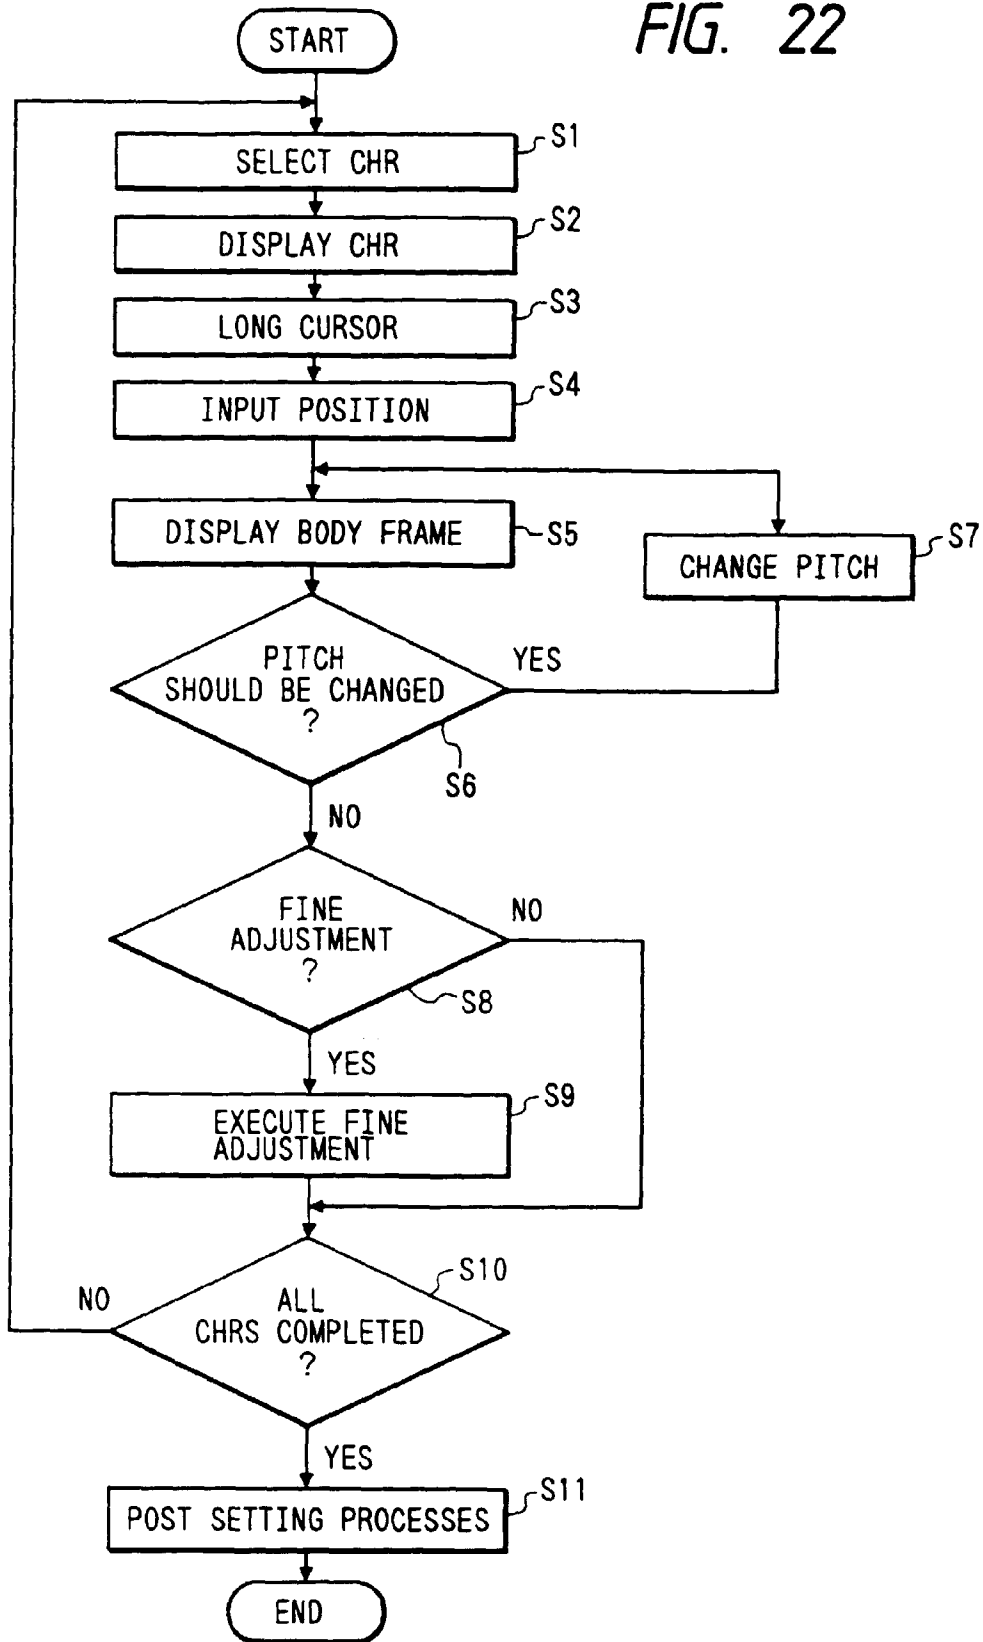 FIG. 22
START
S1
SELECT CHR
S2
DISPLAY CHR
S3
LONG CURSOR
S4
INPUT POSITION
DISPLAY BODY FRAME
S5
S7
CHANGE PITCH
PITCH
SHOULD BE CHANGED
?
YES
S6
NO
FINE
ADJUSTMENT
?
NO
S8
YES
S9
EXECUTE FINE
ADJUSTMENT
S10
NO
ALL
CHRS COMPLETED
?
YES
S11
POST SETTING PROCESSES
END